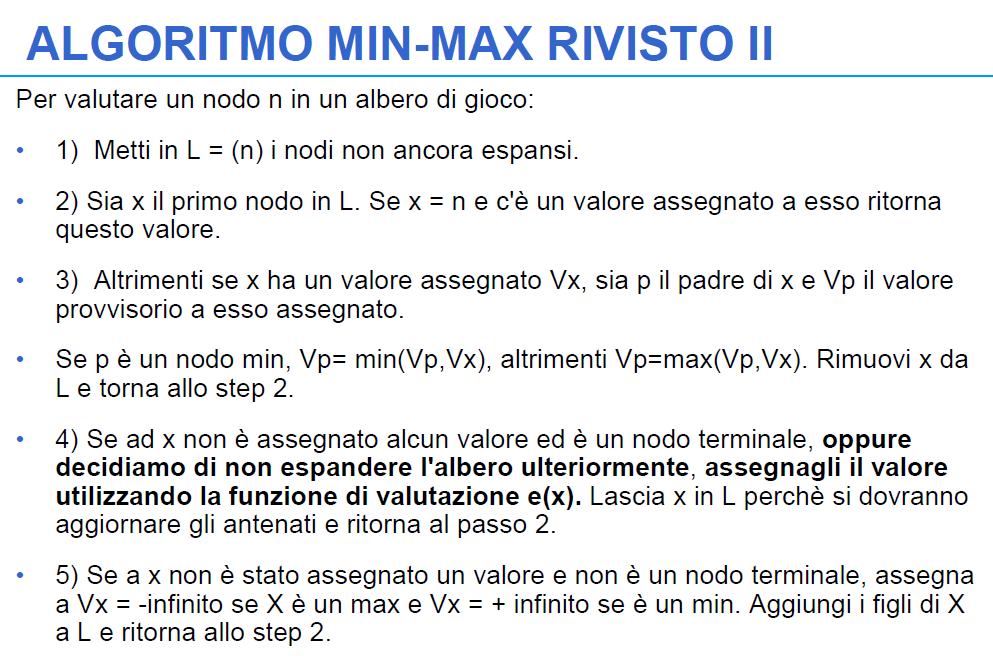 ALGORITMO MIN-MAX RIVISTO II
Per valutare un nodo n in un albero di gioco:
• 1) Metti in L = (n) i nodi non ancora espansi.
• 2) Sia x il primo nodo in L. Se x = n e c'è un valore assegnato a esso ritorna
questo valore.
• 3) Altrimenti se x ha un valore assegnato Vx, sia p il padre di x e Vp il valore
provvisorio a esso assegnato.
• Se p è un nodo min, Vp= min(Vp,Vx), altrimenti Vp=max(Vp,Vx). Rimuovi x da
L e torna allo step 2.
• 4) Se ad x non è assegnato alcun valore ed è un nodo terminale, oppure
decidiamo di non espandere l'albero ulteriormente, assegnagli il valore
utilizzando la funzione di valutazione e(x). Lascia x in L perchè si dovranno
aggiornare gli antenati e ritorna al passo 2.
• 5) Se a x non è stato assegnato un valore e non è un nodo terminale, assegna
a Vx = -infinito se X è un max e Vx = + infinito se è un min. Aggiungi i figli di X
a L e ritorna allo step 2.